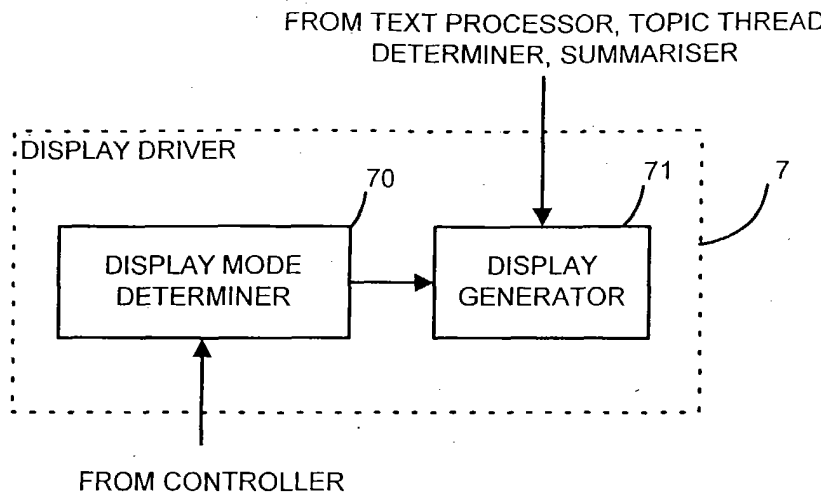 FROM TEXT PROCESSOR, TOPIC THREAD
DETERMINER, SUMMARISER
DISPLAY DRIVER
70
71
7
DISPLAY MODE
DETERMINER
DISPLAY
GENERATOR
FROM CONTROLLER